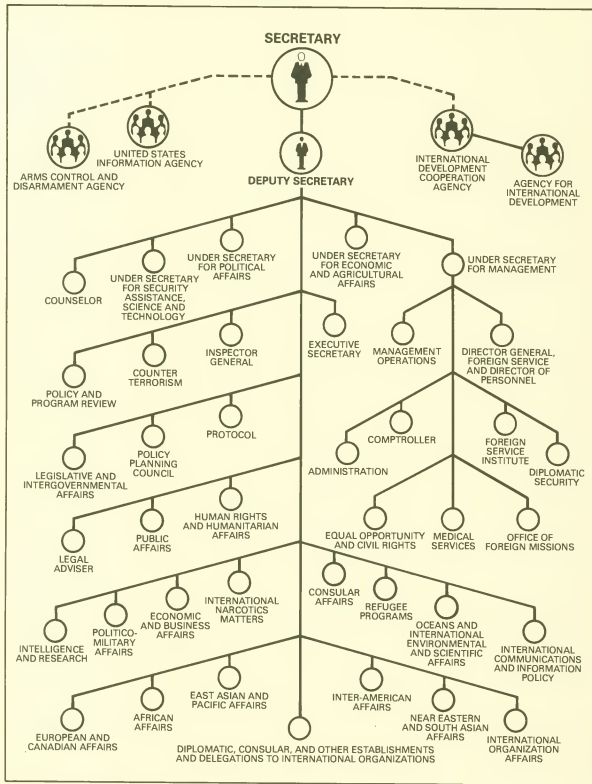 SECRETARY
ARMS CONTROL AND
DISARMAMENT AGENCY
UNITED STATES
INFORMATION AGENCY
DEPUTY SECRETARY
INTERNATIONAL
DEVELOPMENT
COOPERATION
AGENCY
AGENCY FOR
INTERNATIONAL
DEVELOPMENT
COUNSELOR
UNDER SECRETARY
FOR SECURITY
ASSISTANCE,
SCIENCE AND
TECHNOLOGY
UNDER SECRETARY
FOR POLITICAL
AFFAIRS
UNDER SECRETARY
FOR ECONOMIC
AND AGRICULTURAL
AFFAIRS
UNDER SECRETARY
FOR MANAGEMENT
POLICY AND
PROGRAM REVIEW
COUNTER
TERRORISM
INSPECTOR
GENERAL
EXECUTIVE
SECRETARY
MANAGEMENT
OPERATIONS
DIRECTOR GENERAL,
FOREIGN SERVICE
AND DIRECTOR OF
PERSONNEL
LEGISLATIVE AND
INTERGOVERNMENTAL
AFFAIRS
POLICY
PLANNING
COUNCIL
PROTOCOL
ADMINISTRATION
COMPTROLLER
FOREIGN
SERVICE
INSTITUTE
DIPLOMATIC
SECURITY
LEGAL
ADVISER
PUBLIC
AFFAIRS
HUMAN RIGHTS
AND HUMANITARIAN
AFFAIRS
EQUAL OPPORTUNITY
AND CIVIL RIGHTS
MEDICAL
SERVICES
OFFICE OF
FOREIGN MISSIONS
INTELLIGENCE
AND RESEARCH
POLITICO-
MILITARY
AFFAIRS
ECONOMIC
AND BUSINESS
AFFAIRS
INTERNATIONAL
NARCOTICS
MATTERS
CONSULAR
AFFAIRS
REFUGEE
PROGRAMS
OCEANS AND
INTERNATIONAL
ENVIRONMENTAL
AND SCIENTIFIC
AFFAIRS
INTERNATIONAL
COMMUNICATIONS
AND INFORMATION
POLICY
EUROPEAN AND
CANADIAN AFFAIRS
AFRICAN
AFFAIRS
EAST ASIAN AND
PACIFIC AFFAIRS
DIPLOMATIC, CONSULAR, AND OTHER ESTABLISHMENTS
AND DELEGATIONS TO INTERNATIONAL ORGANIZATIONS
INTER-AMERICAN
AFFAIRS
NEAR EASTERN
AND SOUTH ASIAN
AFFAIRS
INTERNATIONAL
ORGANIZATION
AFFAIRS